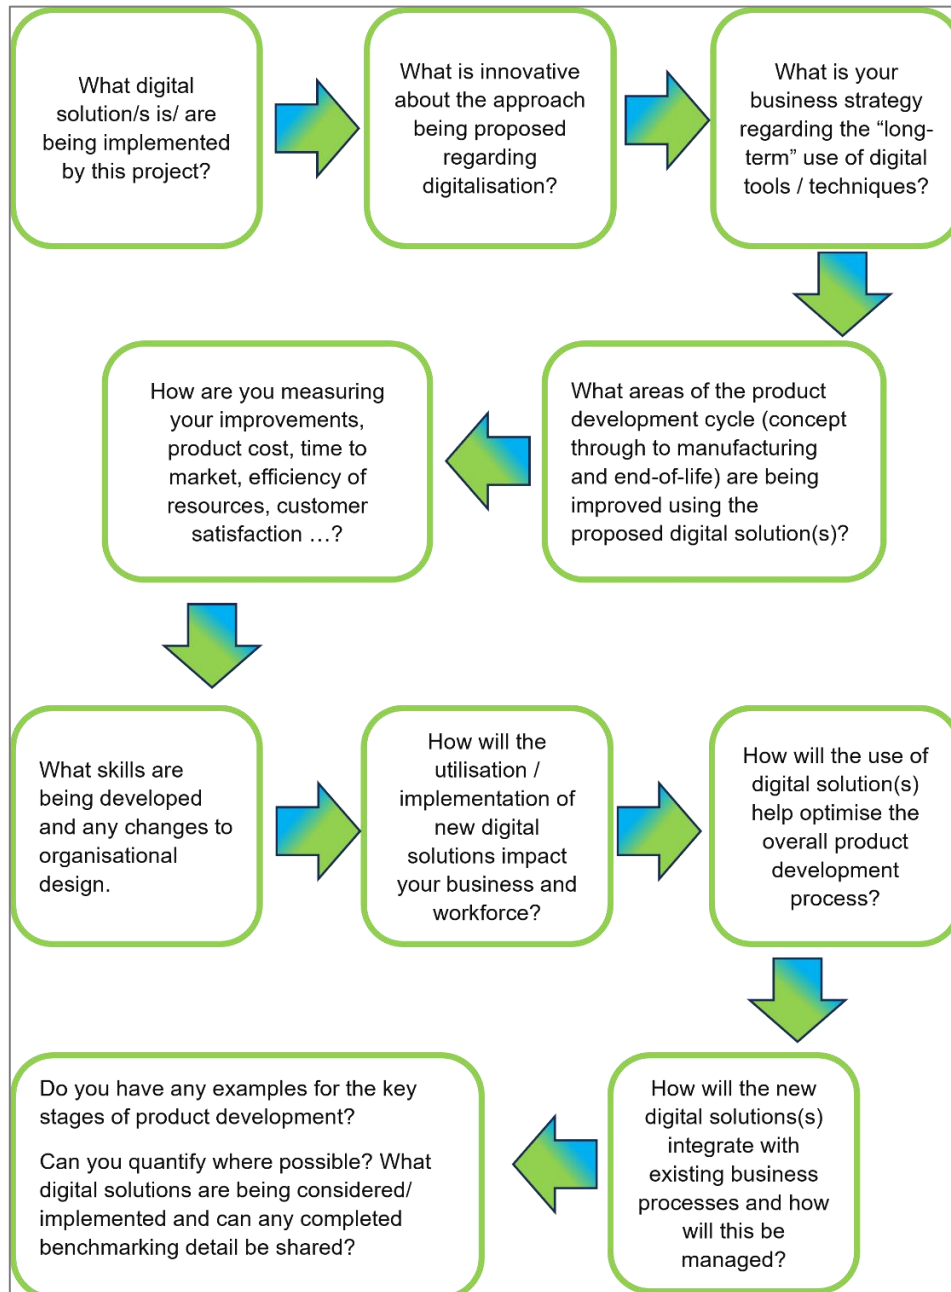 What digital
solution/s is/ are
being implemented
by this project?
What is innovative
about the approach
being proposed
regarding
digitalisation?
What is your
business strategy
regarding the “long-
term” use of digital
tools / techniques?
What areas of the product
development cycle (concept
through to manufacturing
and end-of-life) are being
improved using the
proposed digital solution(s)?
How are you measuring
your improvements,
product cost, time to
market, efficiency of
resources, customer
satisfaction …?
What skills are
being developed
and any changes to
organisational
design.
How will the
utilisation /
implementation of
new digital
solutions impact
your business and
workforce?
How will the use of
digital solution(s)
help optimise the
overall product
development
process?
How will the new
digital solutions(s)
integrate with
existing business
processes and how
will this be
managed?
Do you have any examples for the key
stages of product development?
Can you quantify where possible? What
digital solutions are being considered/
implemented and can any completed
benchmarking detail be shared?